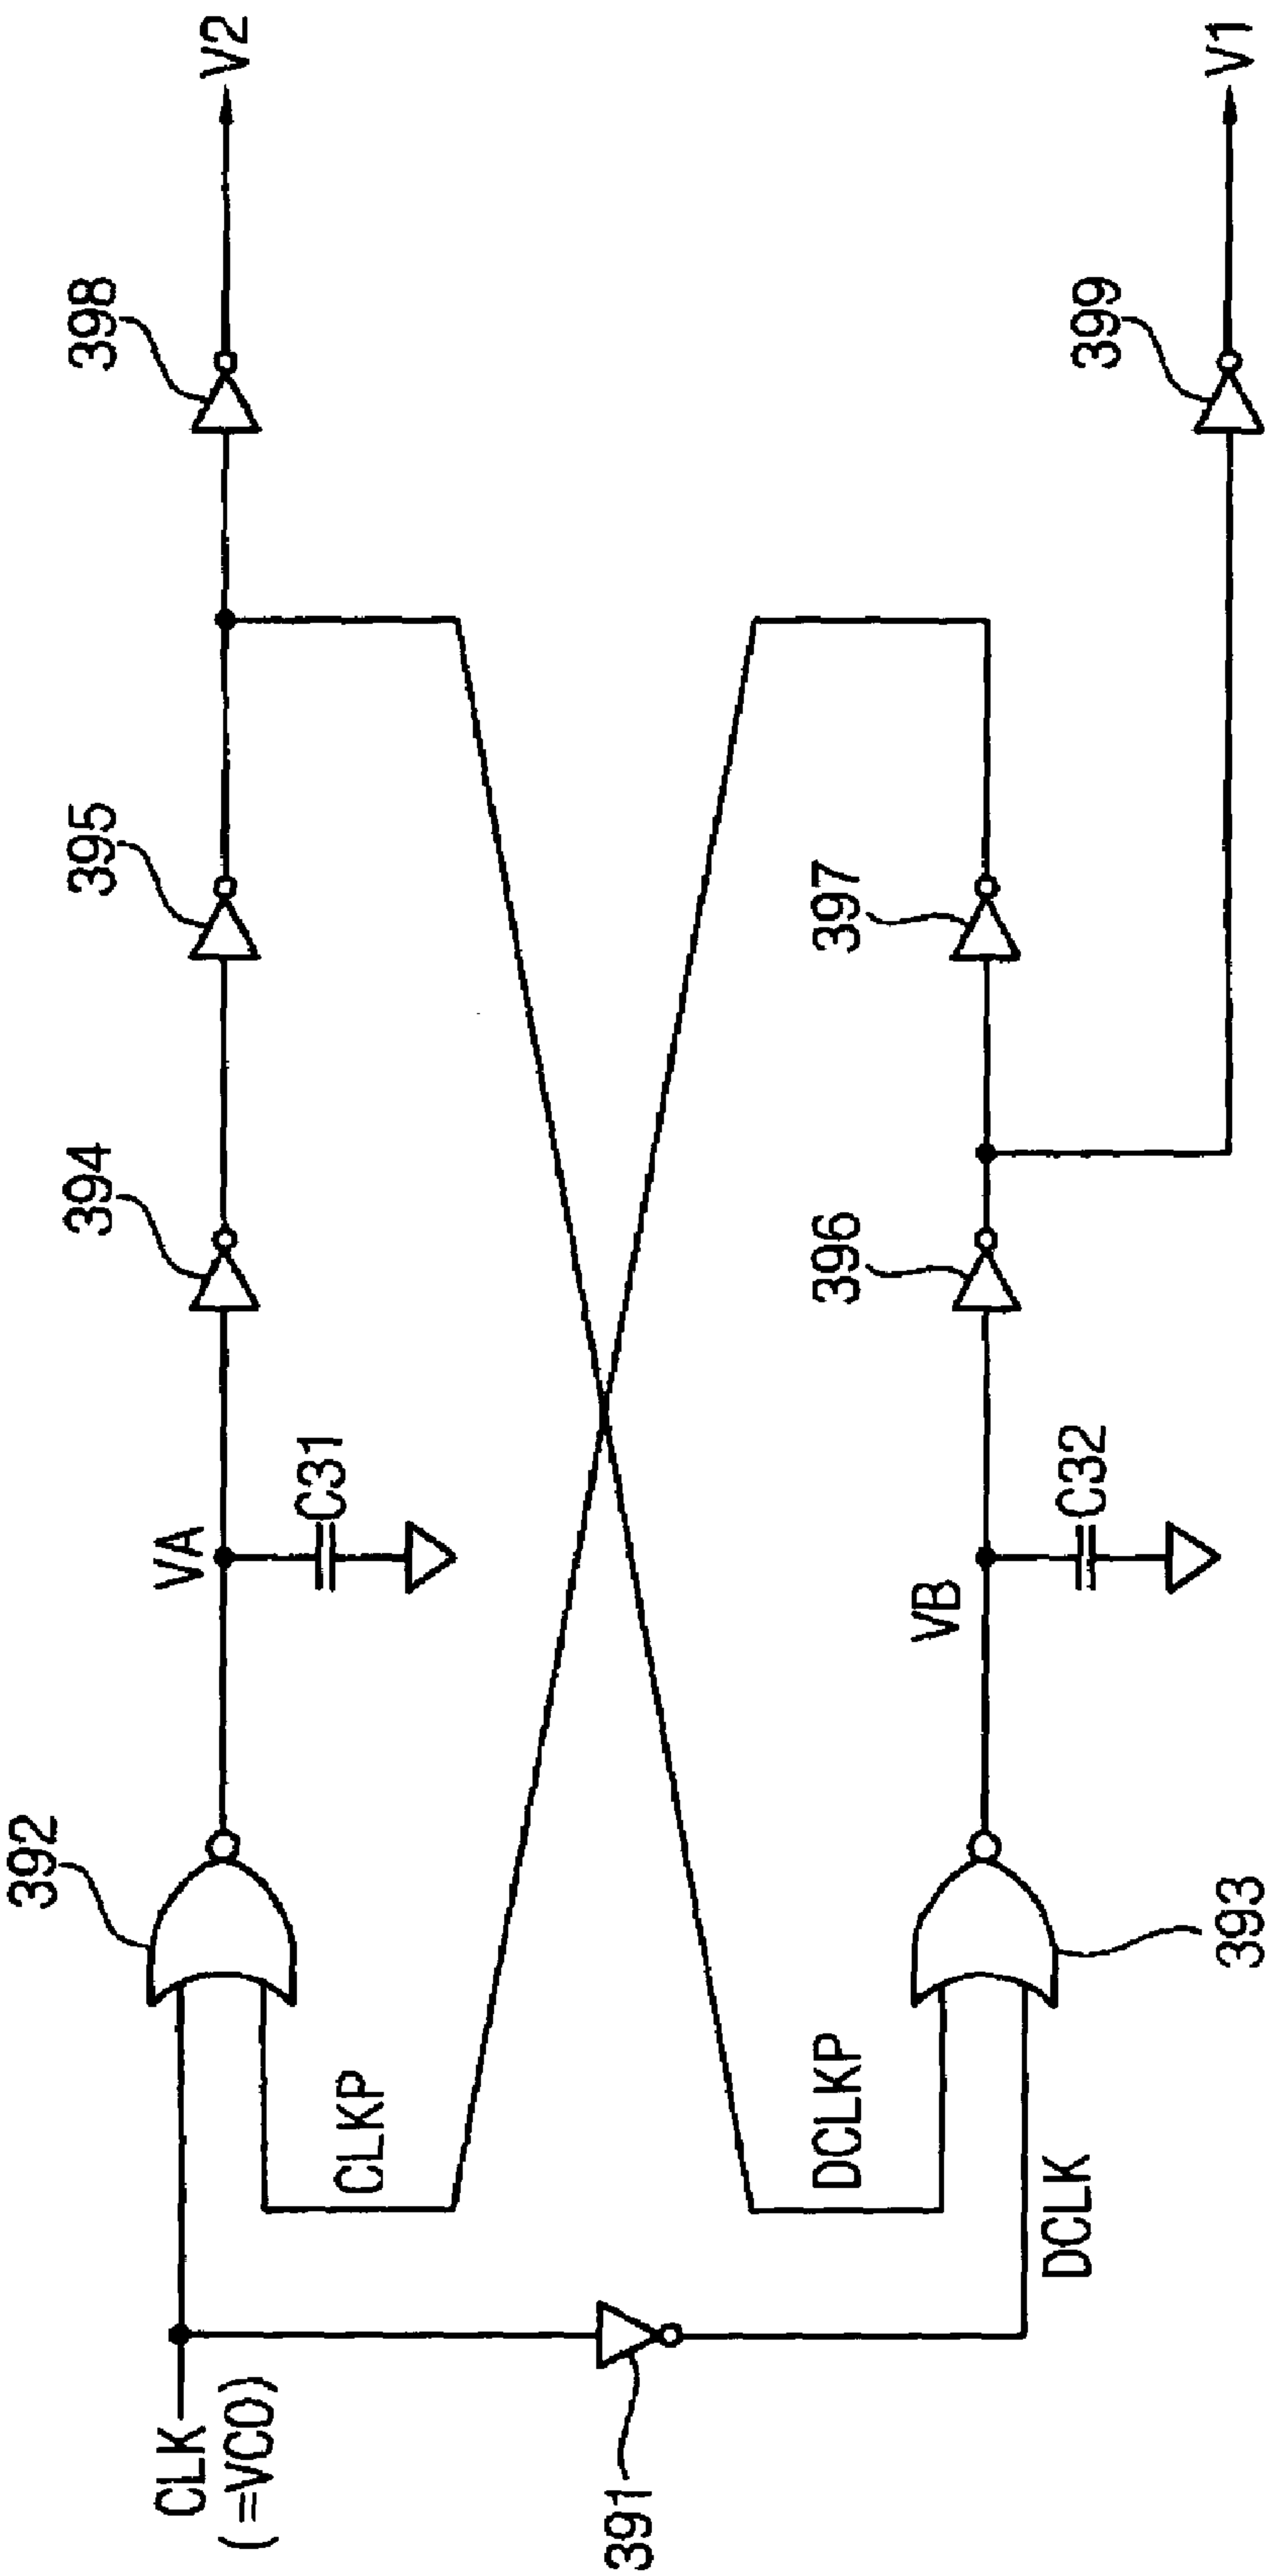 CLK
(=VCO)
391
392
CLKP
VA
C31
394
395
398
V2
DCLKP
DCLK
393
VB
C32
396
397
399
V1